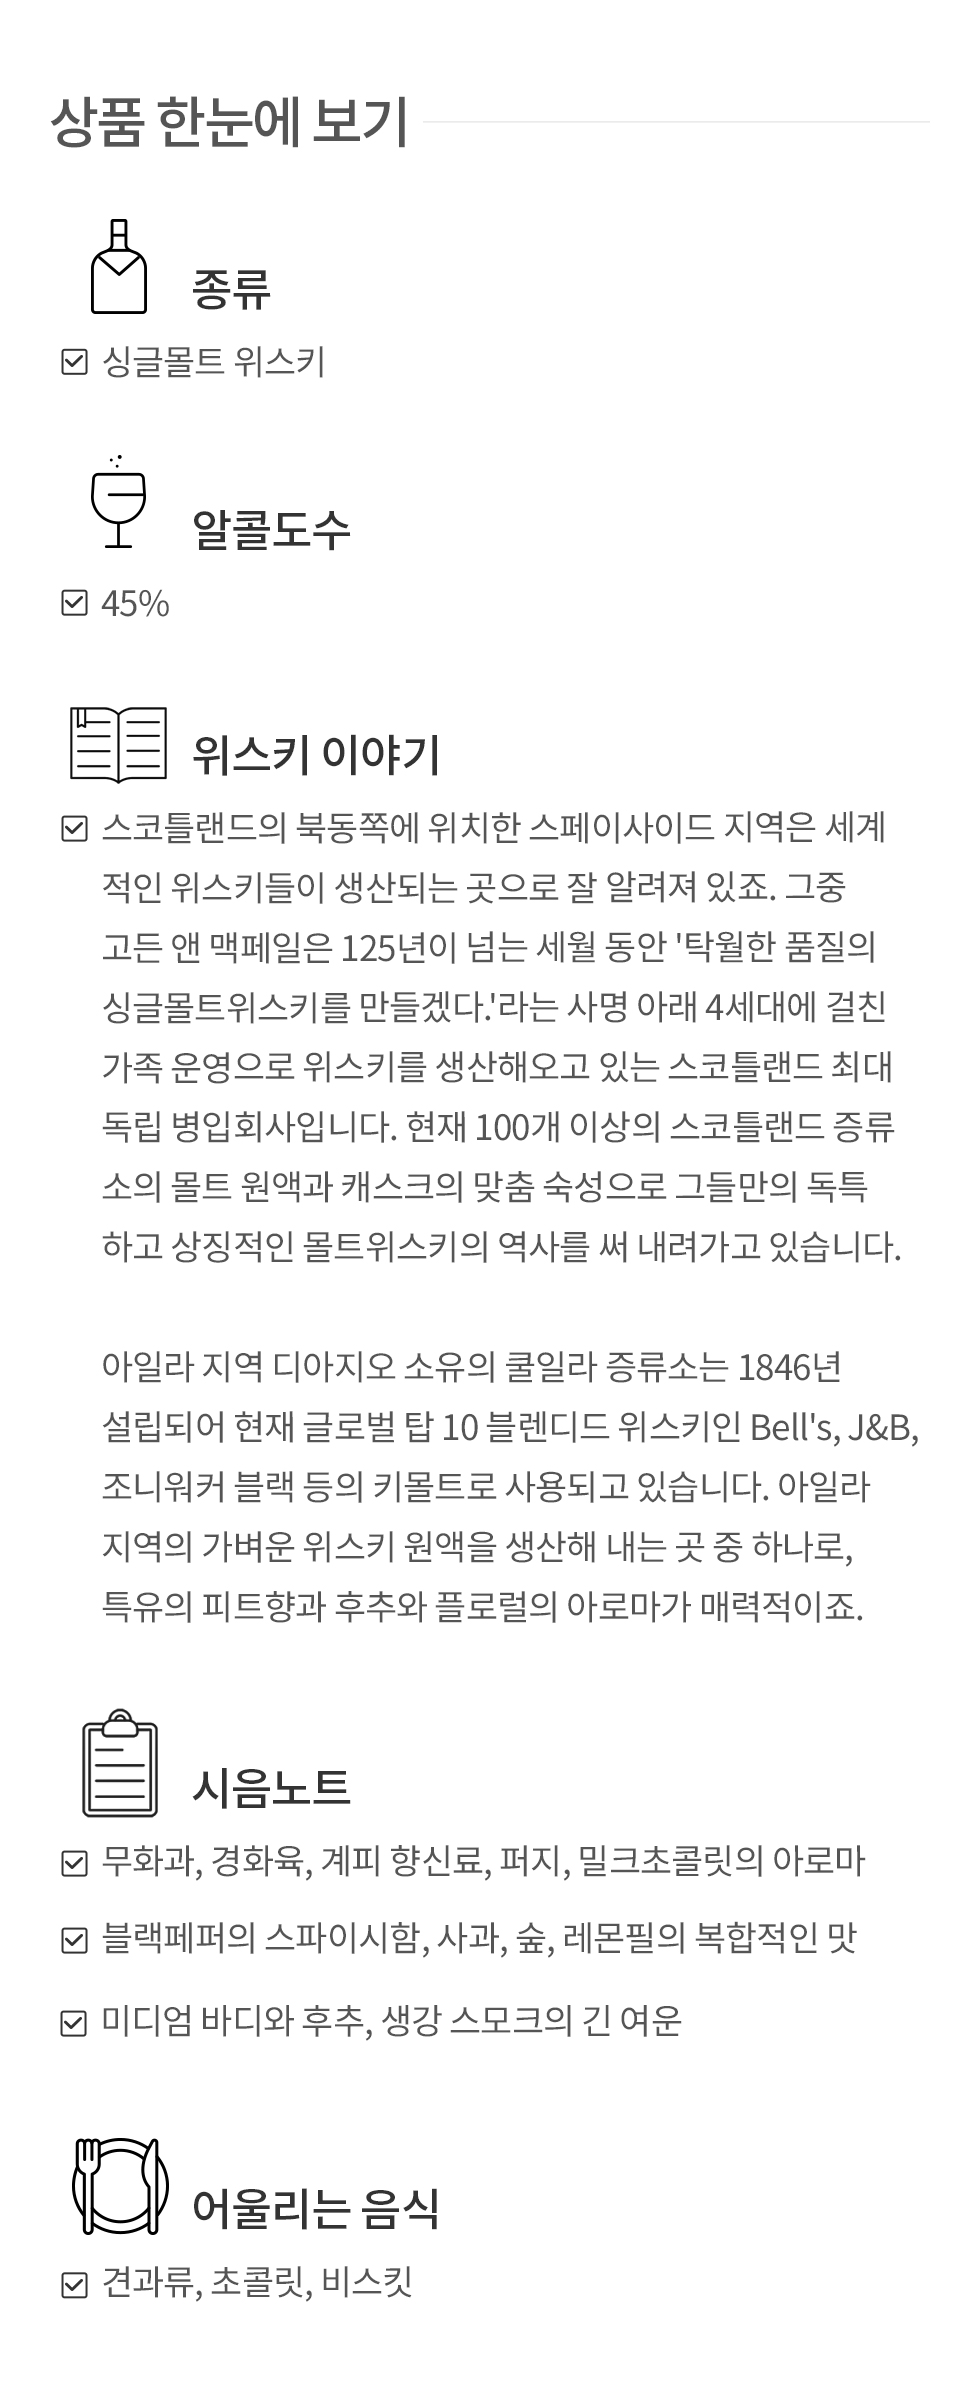 상품 한눈에 보기
종류
싱글몰트 위스키
알콜도수
45%
위스키 이야기
스코틀랜드의 북동쪽에 위치한 스페이사이드 지역은 세계
적인 위스키들이 생산되는 곳으로 잘 알려져 있죠. 그중
고든 앤 맥페일은 125년이 넘는 세월 동안 '탁월한 품질의
싱글몰트위스키를 만들겠다.'라는 사명 아래 4세대에 걸친
가족 운영으로 위스키를 생산해오고 있는 스코틀랜드 최대
독립 병입회사입니다. 현재 100개 이상의 스코틀랜드 증류
소의 몰트 원액과 캐스크의 맞춤 숙성으로 그들만의 독특
하고 상징적인 몰트위스키의 역사를 써 내려가고 있습니다.
아일라 지역 디아지오 소유의 쿨일라 증류소는 1846년
설립되어 현재 글로벌 탑 10 블렌디드 위스키인 Bell's, J&B,
조니워커 블랙 등의 키몰트로 사용되고 있습니다. 아일라
지역의 가벼운 위스키 원액을 생산해 내는 곳 중 하나로,
특유의 피트향과 후추와 플로럴의 아로마가 매력적이죠.
시음노트
무화과, 경화육, 계피 향신료, 퍼지, 밀크초콜릿의 아로마
블랙페퍼의 스파이시함, 사과, 숲, 레몬필의 복합적인 맛
미디엄 바디와 후추, 생강 스모크의 긴 여운
어울리는 음식
견과류, 초콜릿, 비스킷